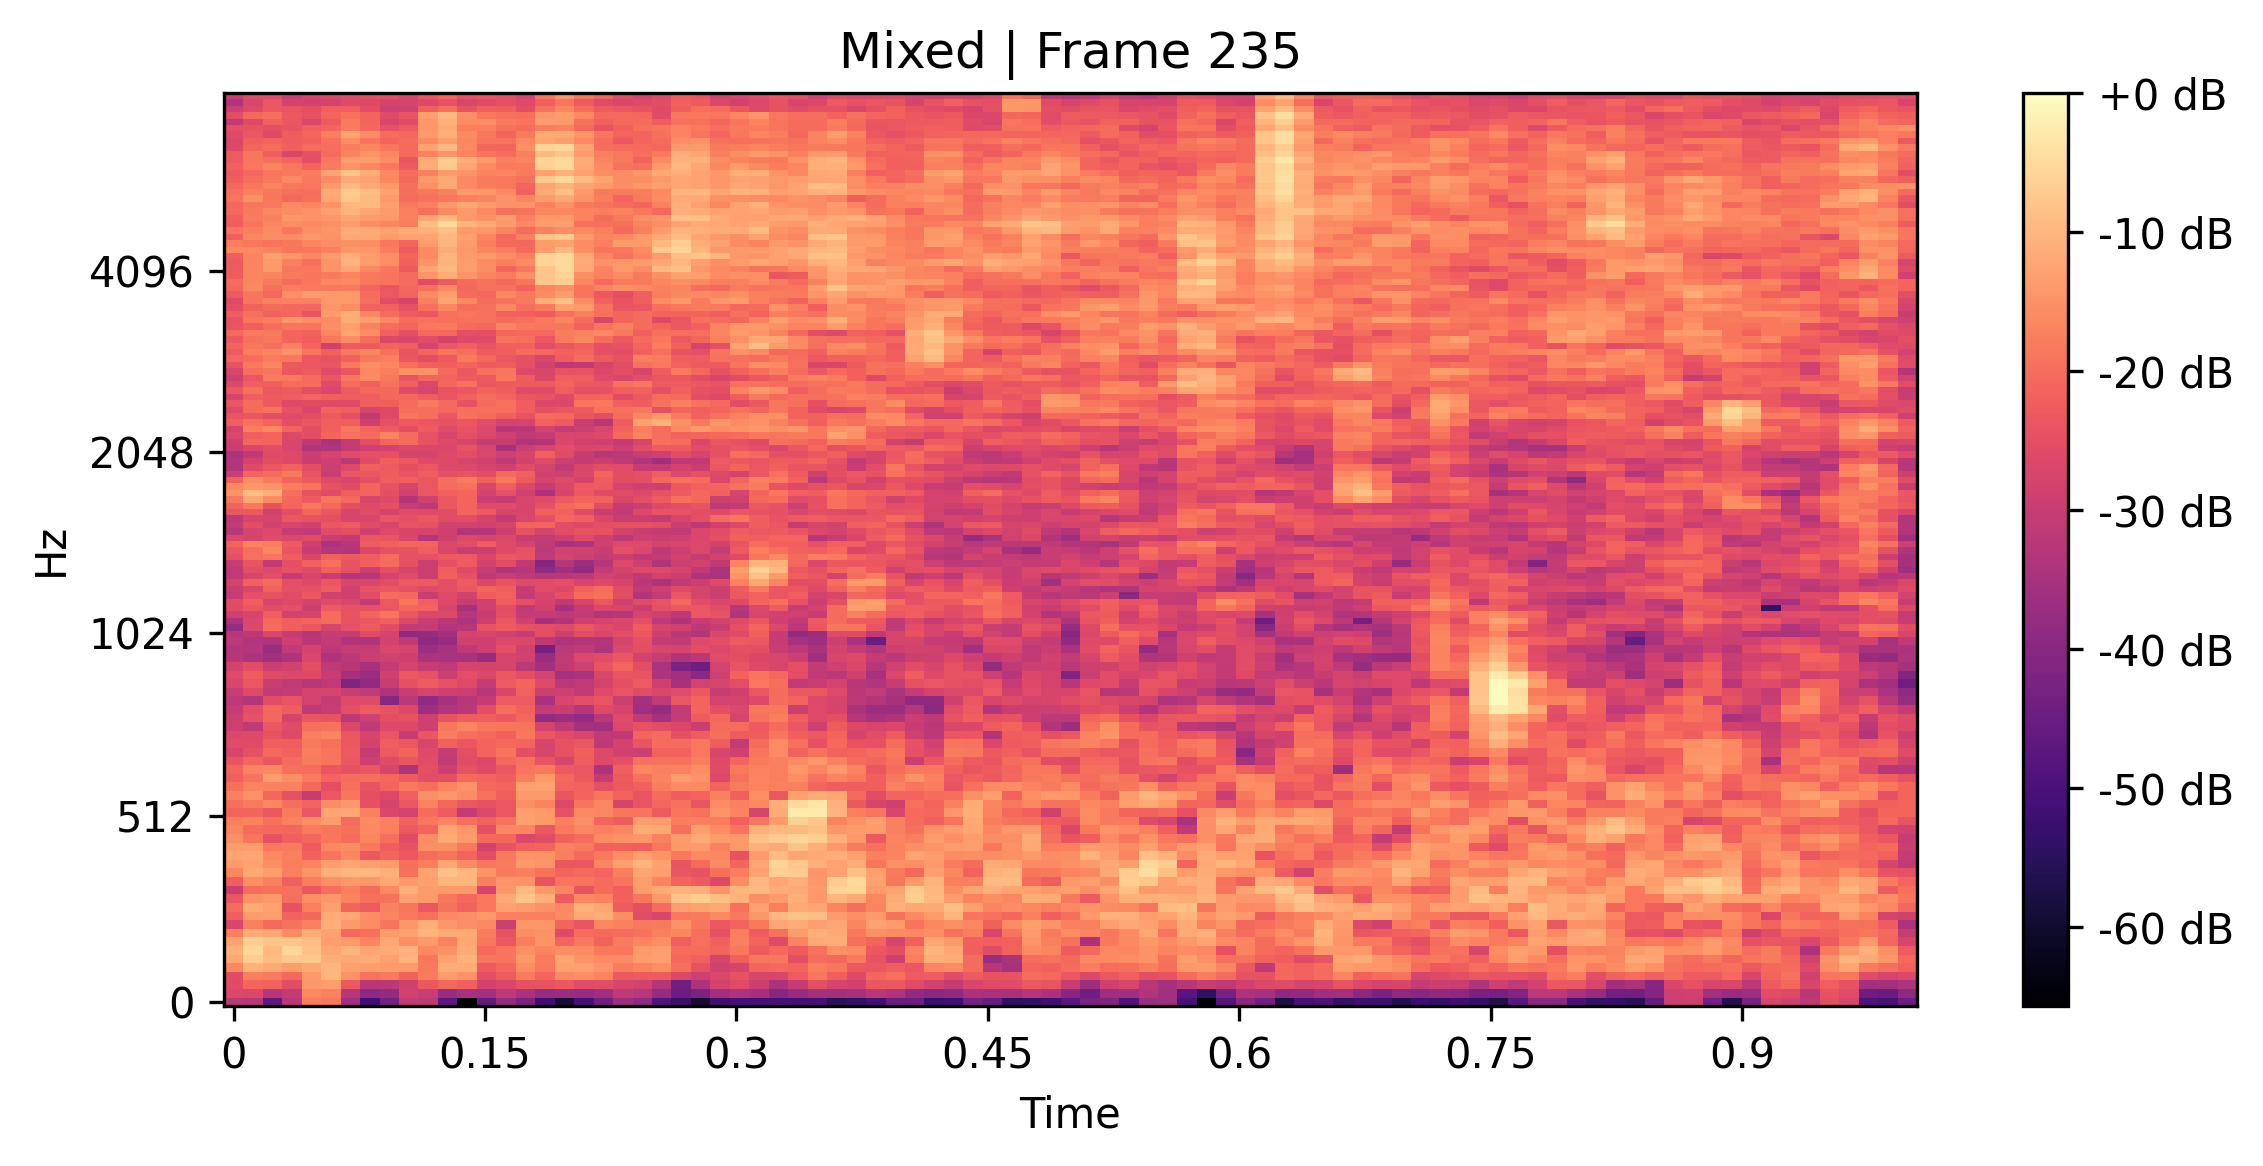 Mixed | Frame 235
Hz
4096
2048
1024
512
0
0 0.15 0.3 0.45 0.6 0.75 0.9
Time
+0 dB
-10 dB
-20 dB
-30 dB
-40 dB
-50 dB
-60 dB